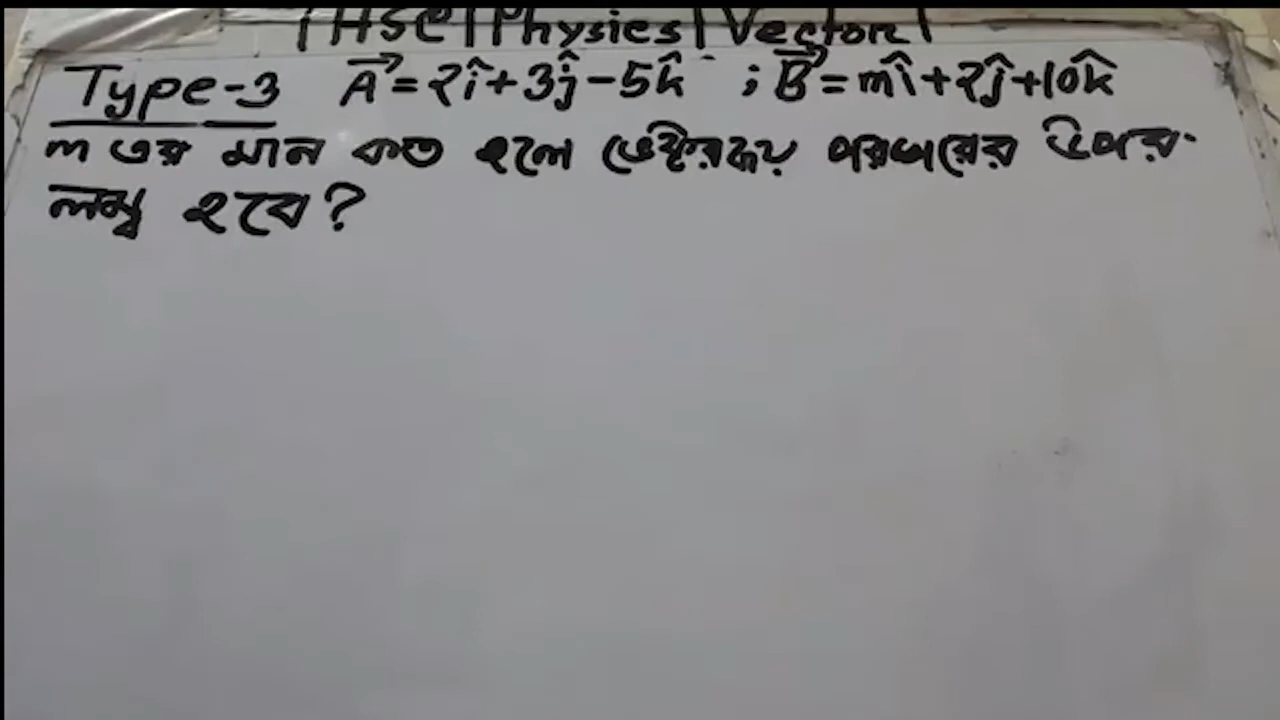 | HSC | Physics | Vector |
Type-3 A⃗ = 2î + 3ĵ - 5k̂ ; B⃗ = mî + 2ĵ + 10k̂
m এর মান কত হলে ভেক্টরদ্বয় পরস্পরের উপর
লম্ব হবে?